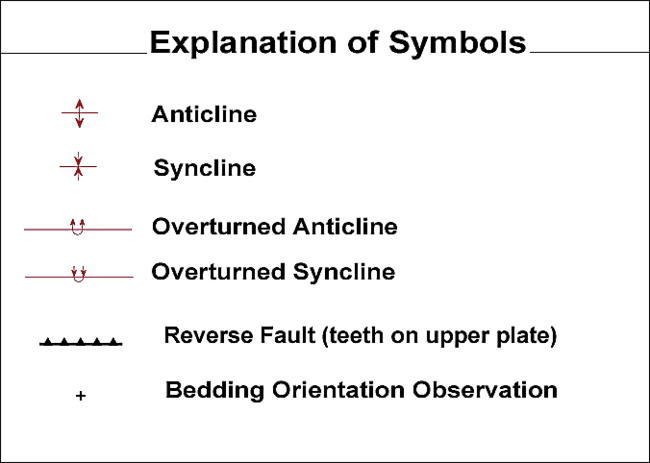 Explanation of Symbols
Anticline
Syncline
Overturned Anticline
Overturned Syncline
Reverse Fault (teeth on upper plate)
Bedding Orientation Observation